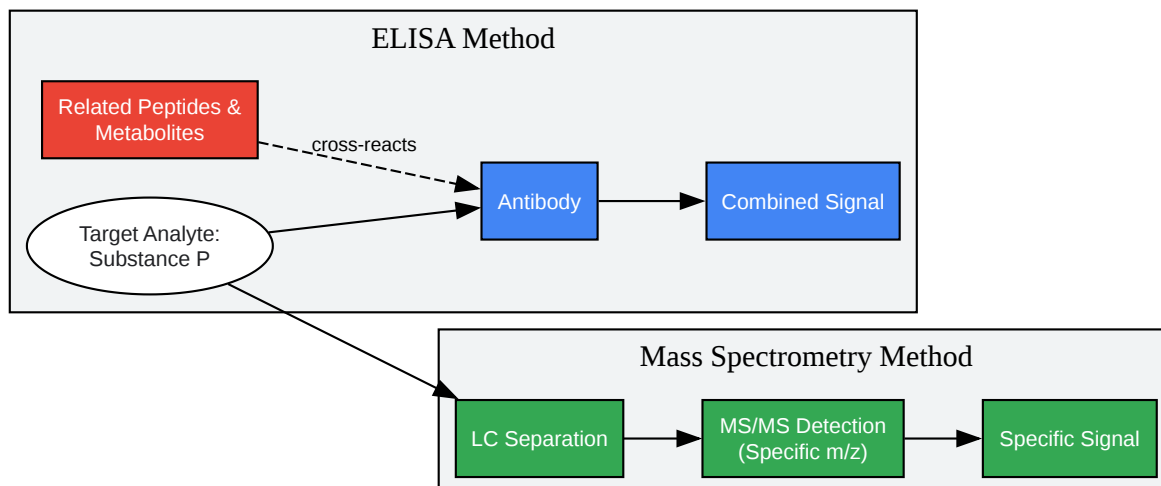 ELISA Method
Related Peptides &
Metabolites
cross-reacts
Antibody
Combined Signal
Target Analyte:
Substance P
Mass Spectrometry Method
LC Separation
MS/MS Detection
(Specific m/z)
Specific Signal